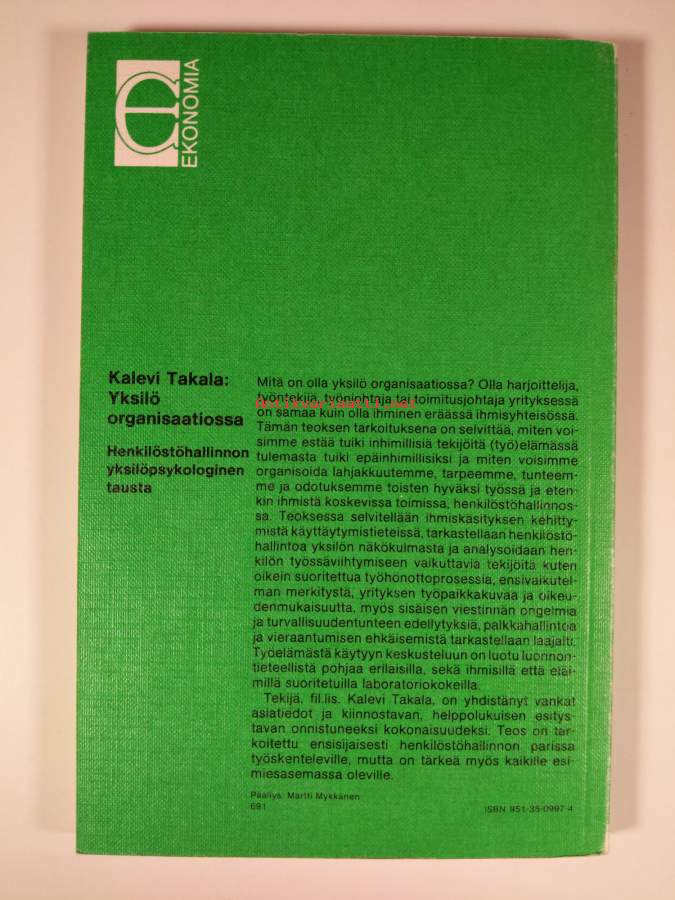 EKONOMIA
Kalevi Takala:
Yksilö
organisaatiossa
Henkilöstöhallinnon
yksilöpsykologinen
tausta
Mitä on olla yksilö organisaatiossa? Olla harjoittelija,
työntekijä, työnjohtaja tai toimitusjohtaja yrityksessä
on samaa kuin olla ihminen eräässä ihmisyhteisössä.
Tämän teoksen tarkoituksena on selvittää, miten voi-
simme estää tuiki inhimillisiä tekijöitä (työ)elämässä
tulemasta tuiki epäinhimillisiksi ja miten voisimme
organisoida lahjakkuutemme, tarpeemme, tunteem-
me ja odotuksemme toisten hyväksi työssä ja eten-
kin ihmistä koskevissa toimissa, henkilöstöhallinnos-
sa. Teoksessa selvitellään ihmiskäsityksen kehitty-
mistä käyttäytymistieteissä, tarkastellaan henkilöstö-
hallintoa yksilön näkökulmasta ja analysoidaan hen-
kilön työssäviihtymiseen vaikuttavia tekijöitä kuten
oikein suoritettua työhönottoprosessia, ensivaikutel-
man merkitystä, yrityksen työpaikkakuvaa ja oikeu-
denmukaisuutta, myös sisäisen viestinnän ongelmia
ja turvallisuudentunteen edellytyksiä, palkkahallintoa
ja vieraantumisen ehkäisemistä tarkastellaan laajalti.
Työelämästä käytyyn keskusteluun on luotu luonnon-
tieteellistä pohjaa erilaisilla, sekä ihmisillä että eläi-
millä suoritetuilla laboratoriokokeilla.
Tekijä, fil.lis. Kalevi Takala, on yhdistänyt vankat
asiatiedot ja kiinnostavan, helppolukuisen esitys-
tavan onnistuneeksi kokonaisuudeksi. Teos on tar-
koitettu ensisijaisesti henkilöstöhallinnon parissa
työskenteleville, mutta on tärkeä myös kaikille esi-
miesasemassa oleville.
Päällys: Martti Mykkänen
691
ISBN 951-35-0997-4
Antikvariaatti.net